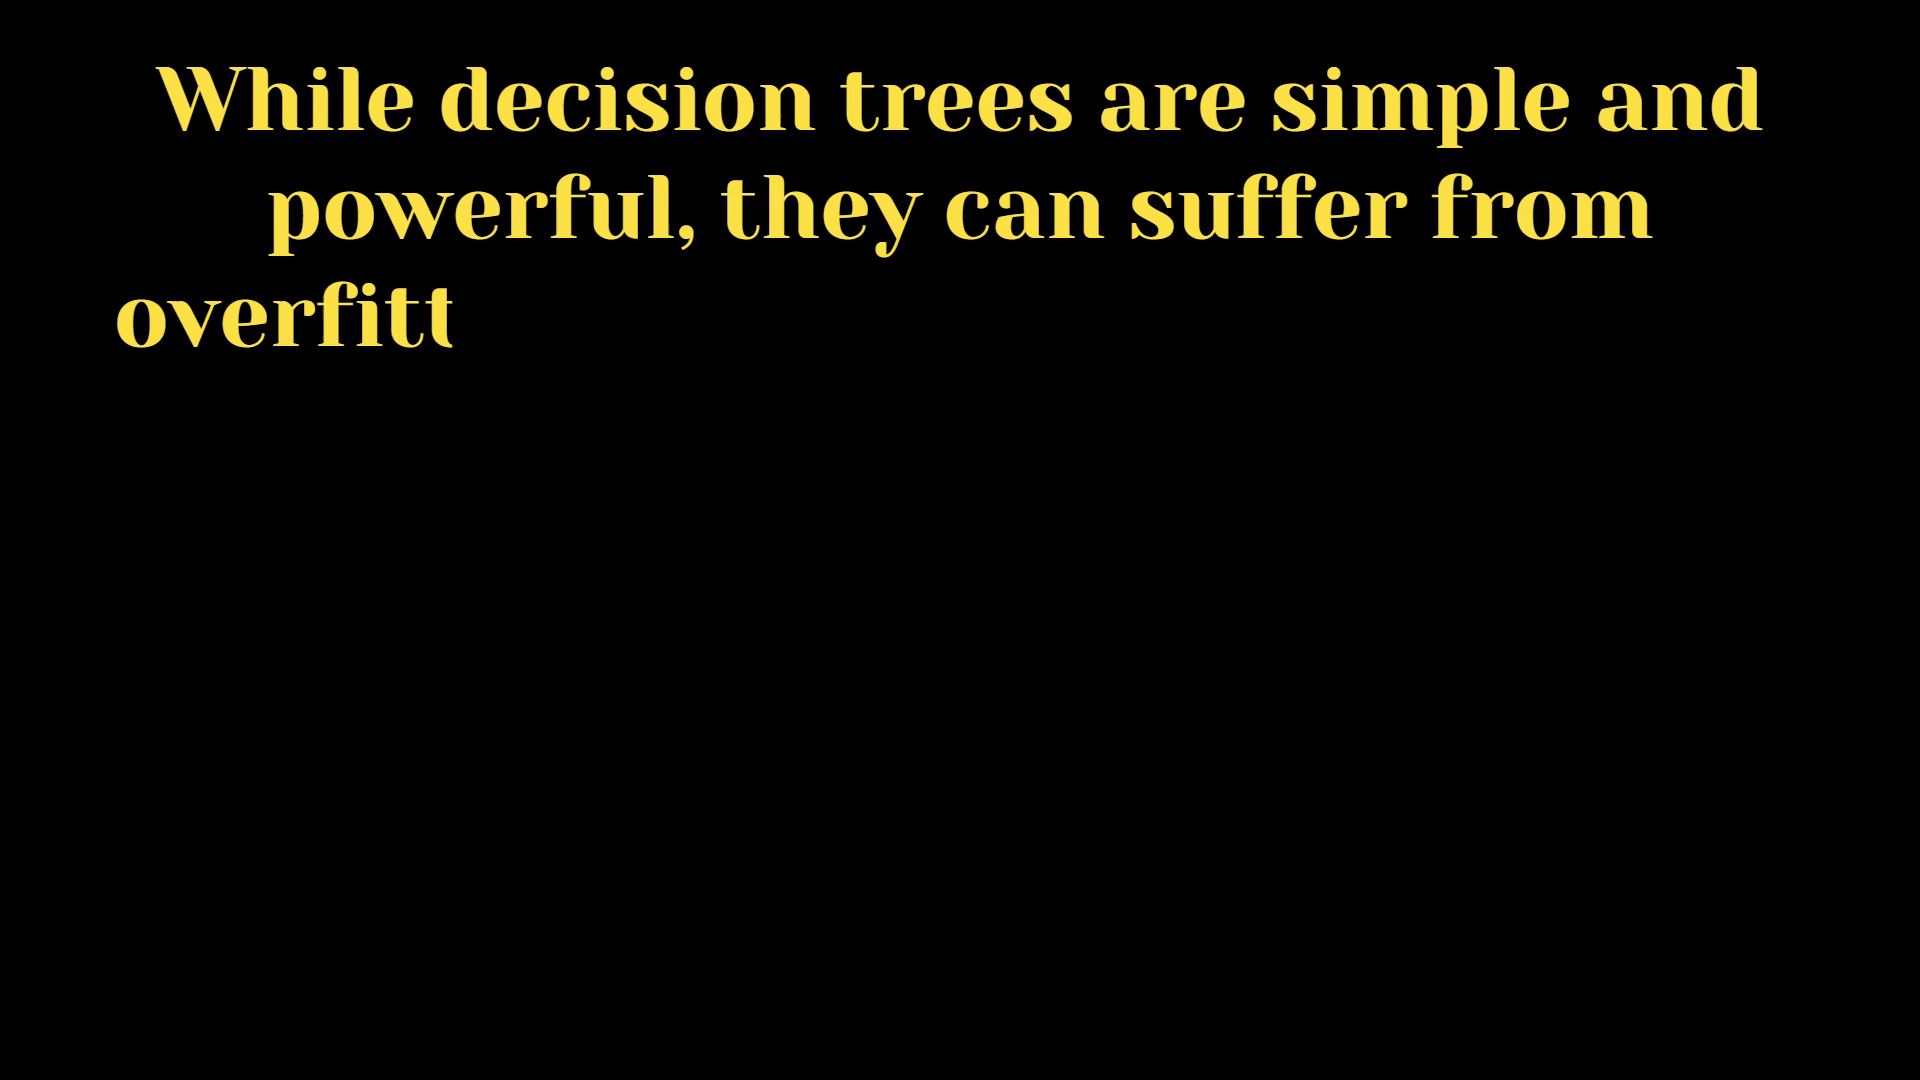 While decision trees are simple and
powerful, they can suffer from
overfitt